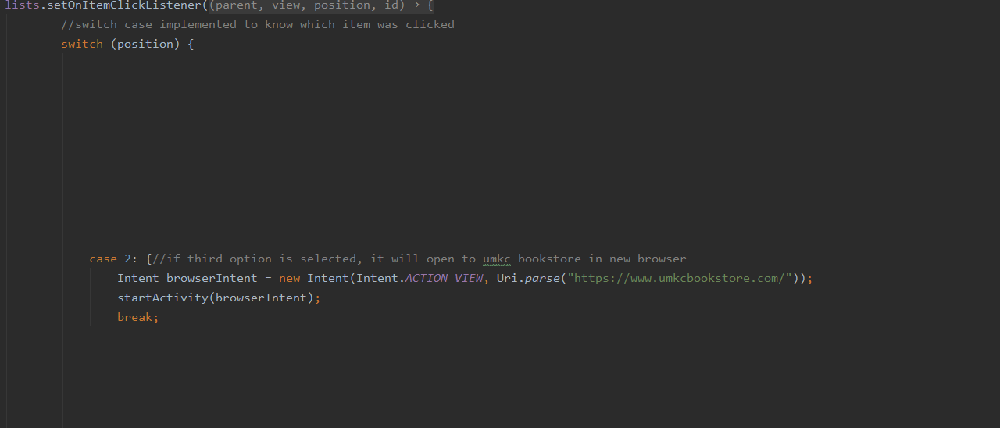 lists.setOnItemClickListener((parent, view, position, id) → {
//switch case implemented to know which item was clicked
switch (position) {
case 2: {//if third option is selected, it will open to umkc bookstore in new browser
Intent browserIntent = new Intent(Intent.ACTION_VIEW, Uri.parse("https://www.umkcbookstore.com/"));
startActivity(browserIntent);
break;